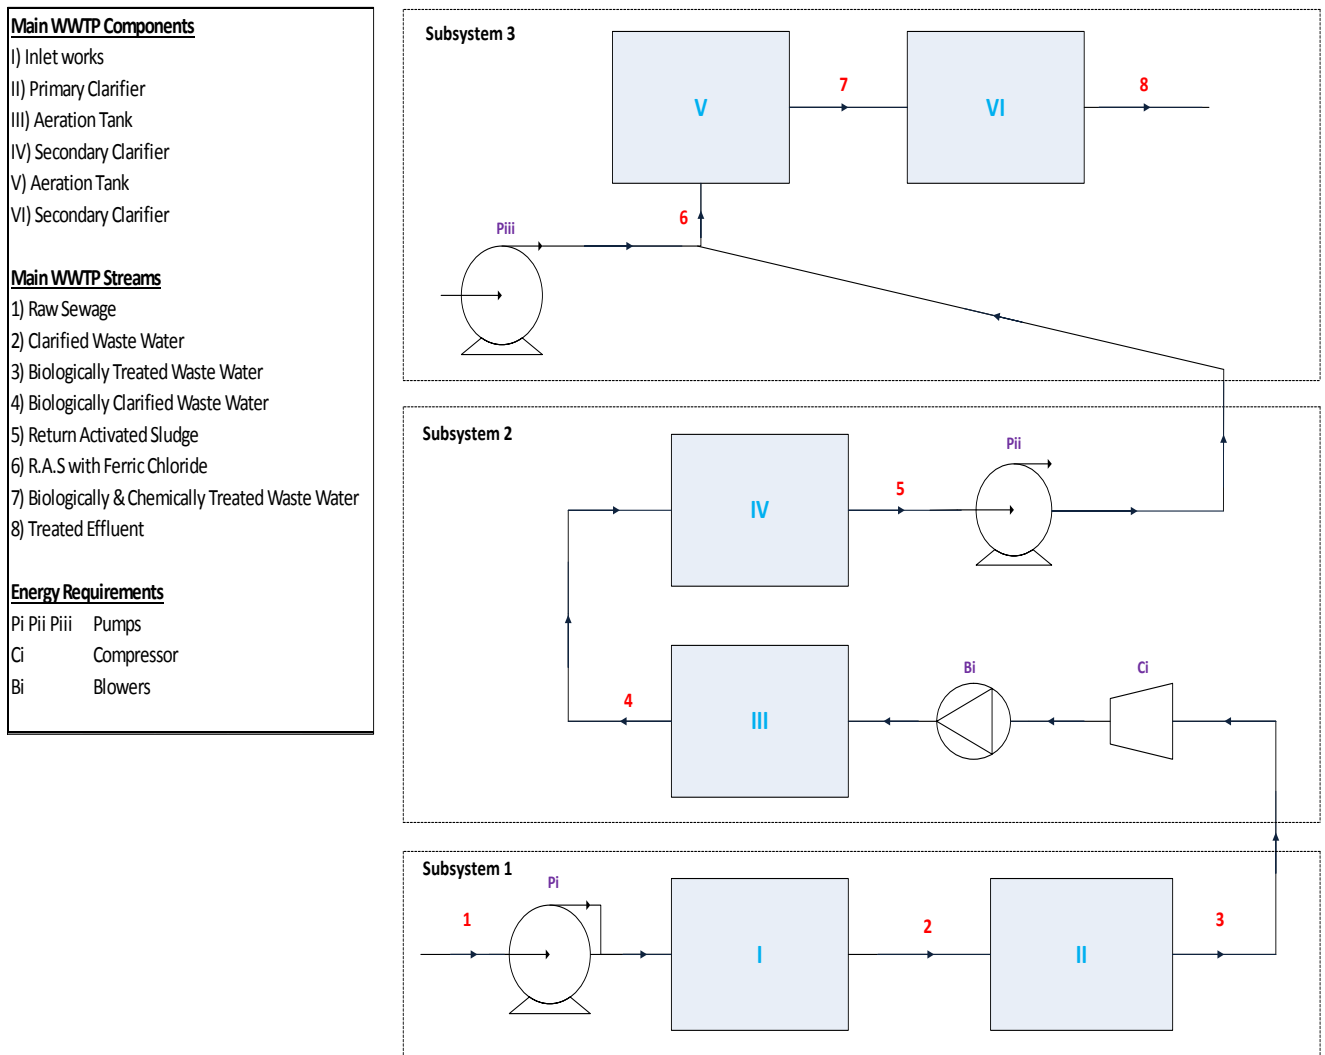 Main WWTP Components
I) Inlet works
II) Primary Clarifier
III) Aeration Tank
IV) Secondary Clarifier
V) Aeration Tank
VI) Secondary Clarifier
Main WWTP Streams
1) Raw Sewage
2) Clarified Waste Water
3) Biologically Treated Waste Water
4) Biologically Clarified Waste Water
5) Return Activated Sludge
6) R.A.S with Ferric Chloride
7) Biologically & Chemically Treated Waste Water
8) Treated Effluent
Energy Requirements
Pi Pii Piii Pumps
Ci Compressor
Bi Blowers
Subsystem 3
V
7
VI
8
6
Piii
Subsystem 2
IV
5
Pii
4
III
Bi
Ci
Subsystem 1
Pi
1
I
2
II
3